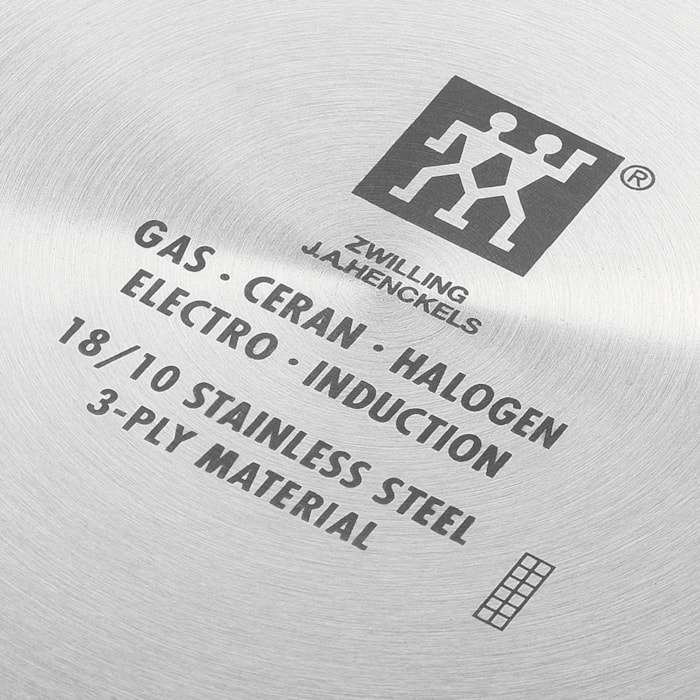 ®
ZWILLING
J.A.HENCKELS
GAS · CERAN · HALOGEN
ELECTRO · INDUCTION
18/10 STAINLESS STEEL
3-PLY MATERIAL